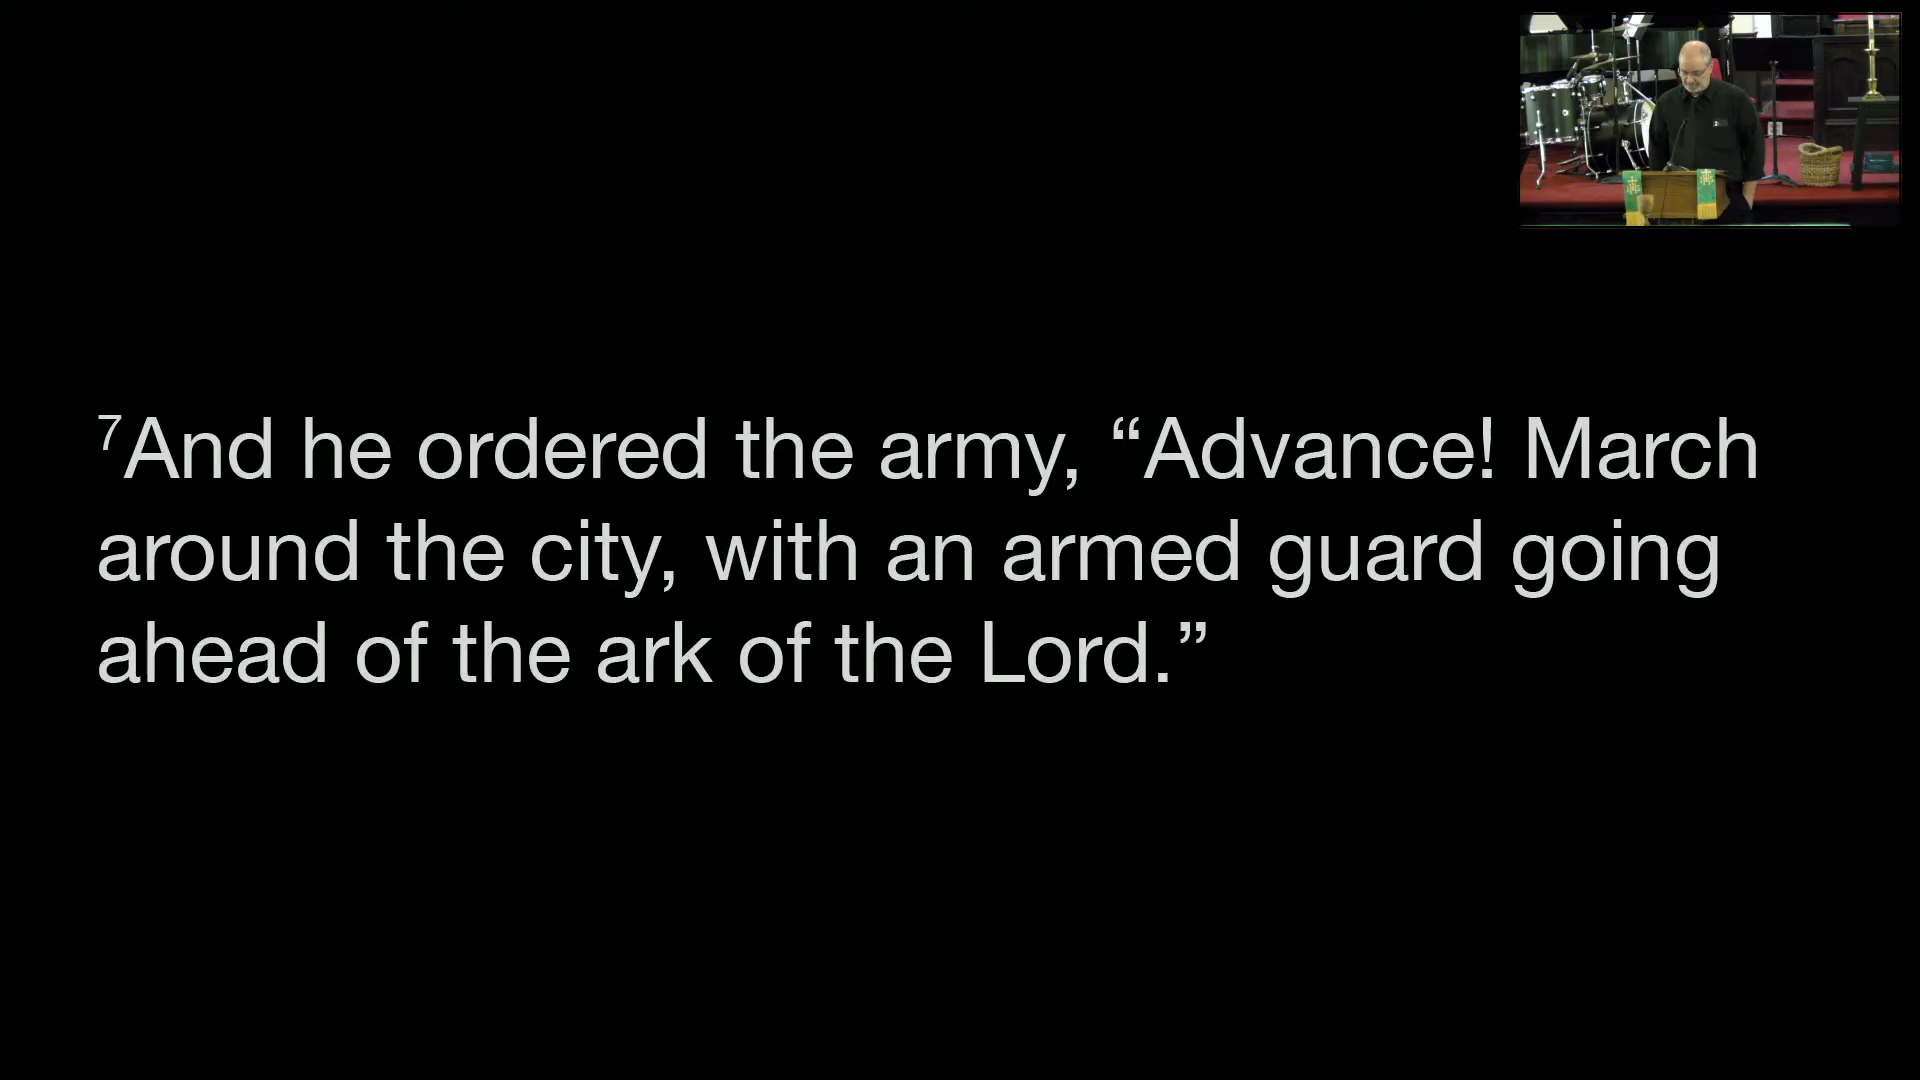 7And he ordered the army, “Advance! March
around the city, with an armed guard going
ahead of the ark of the Lord.”